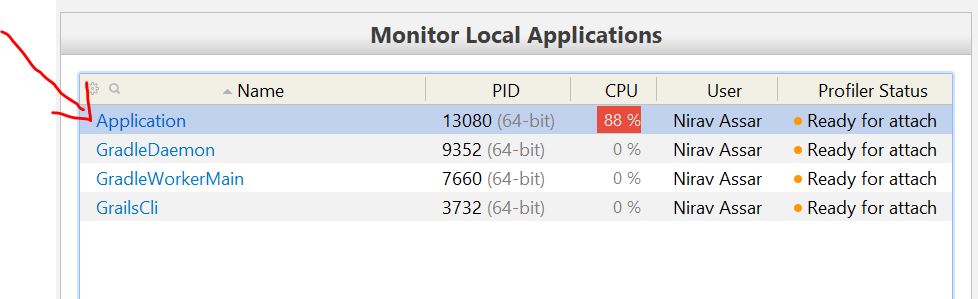 Monitor Local Applications
Name PID CPU User Profiler Status
Application 13080 (64-bit) 88 % Nirav Assar Ready for attach
GradleDaemon 9352 (64-bit) 0 % Nirav Assar Ready for attach
GradleWorkerMain 7660 (64-bit) 0 % Nirav Assar Ready for attach
GrailsCli 3732 (64-bit) 0 % Nirav Assar Ready for attach